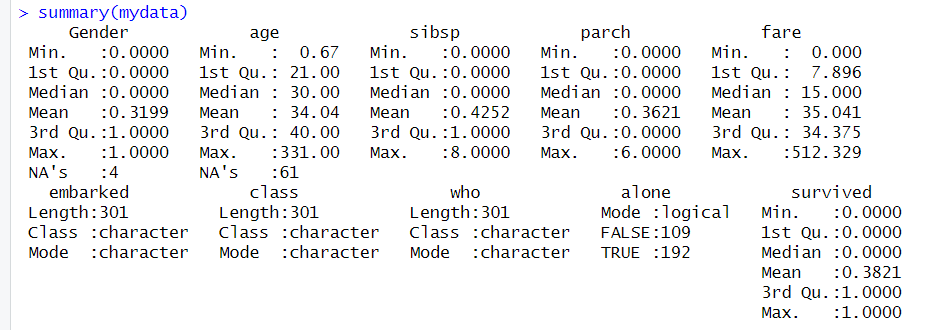 > summary(mydata)
     Gender            age             sibsp            parch             fare
 Min.   :0.0000   Min.   :  0.67   Min.   :0.0000   Min.   :0.0000   Min.   :  0.000
 1st Qu.:0.0000   1st Qu.: 21.00   1st Qu.:0.0000   1st Qu.:0.0000   1st Qu.:  7.896
 Median :0.0000   Median : 30.00   Median :0.0000   Median :0.0000   Median : 15.000
 Mean   :0.3199   Mean   : 34.04   Mean   :0.4252   Mean   :0.3621   Mean   : 35.041
 3rd Qu.:1.0000   3rd Qu.: 40.00   3rd Qu.:1.0000   3rd Qu.:0.0000   3rd Qu.: 34.375
 Max.   :1.0000   Max.   :331.00   Max.   :8.0000   Max.   :6.0000   Max.   :512.329
 NA's   :4        NA's   :61
   embarked            class               who              alone            survived
 Length:301         Length:301         Length:301         Mode :logical   Min.   :0.0000
 Class :character   Class :character   Class :character   FALSE:109       1st Qu.:0.0000
 Mode  :character   Mode  :character   Mode  :character   TRUE :192       Median :0.0000
                                                                          Mean   :0.3821
                                                                          3rd Qu.:1.0000
                                                                          Max.   :1.0000